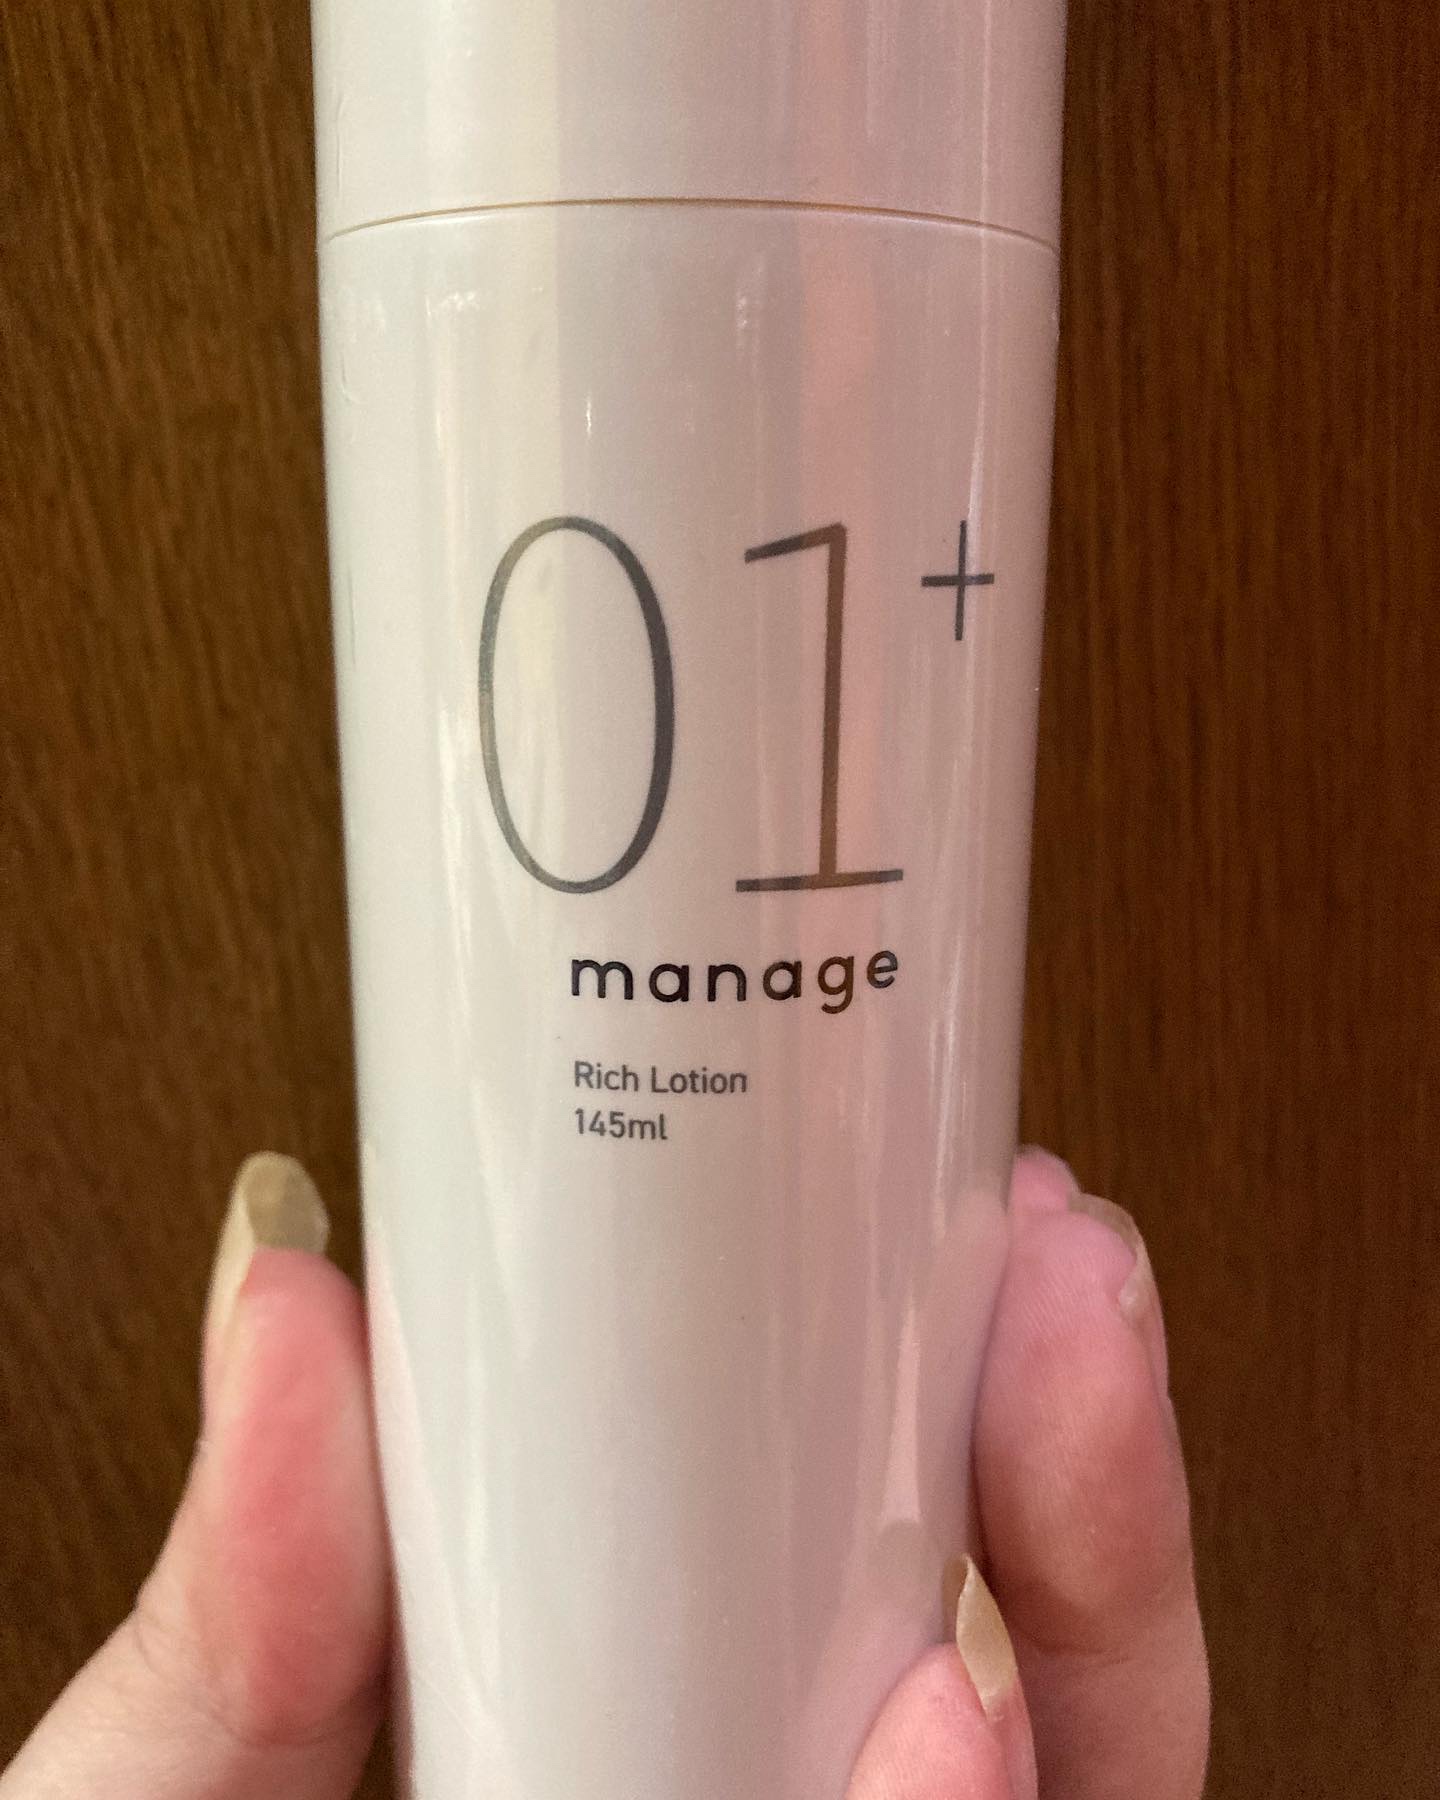 01+
manage
Rich Lotion
145ml